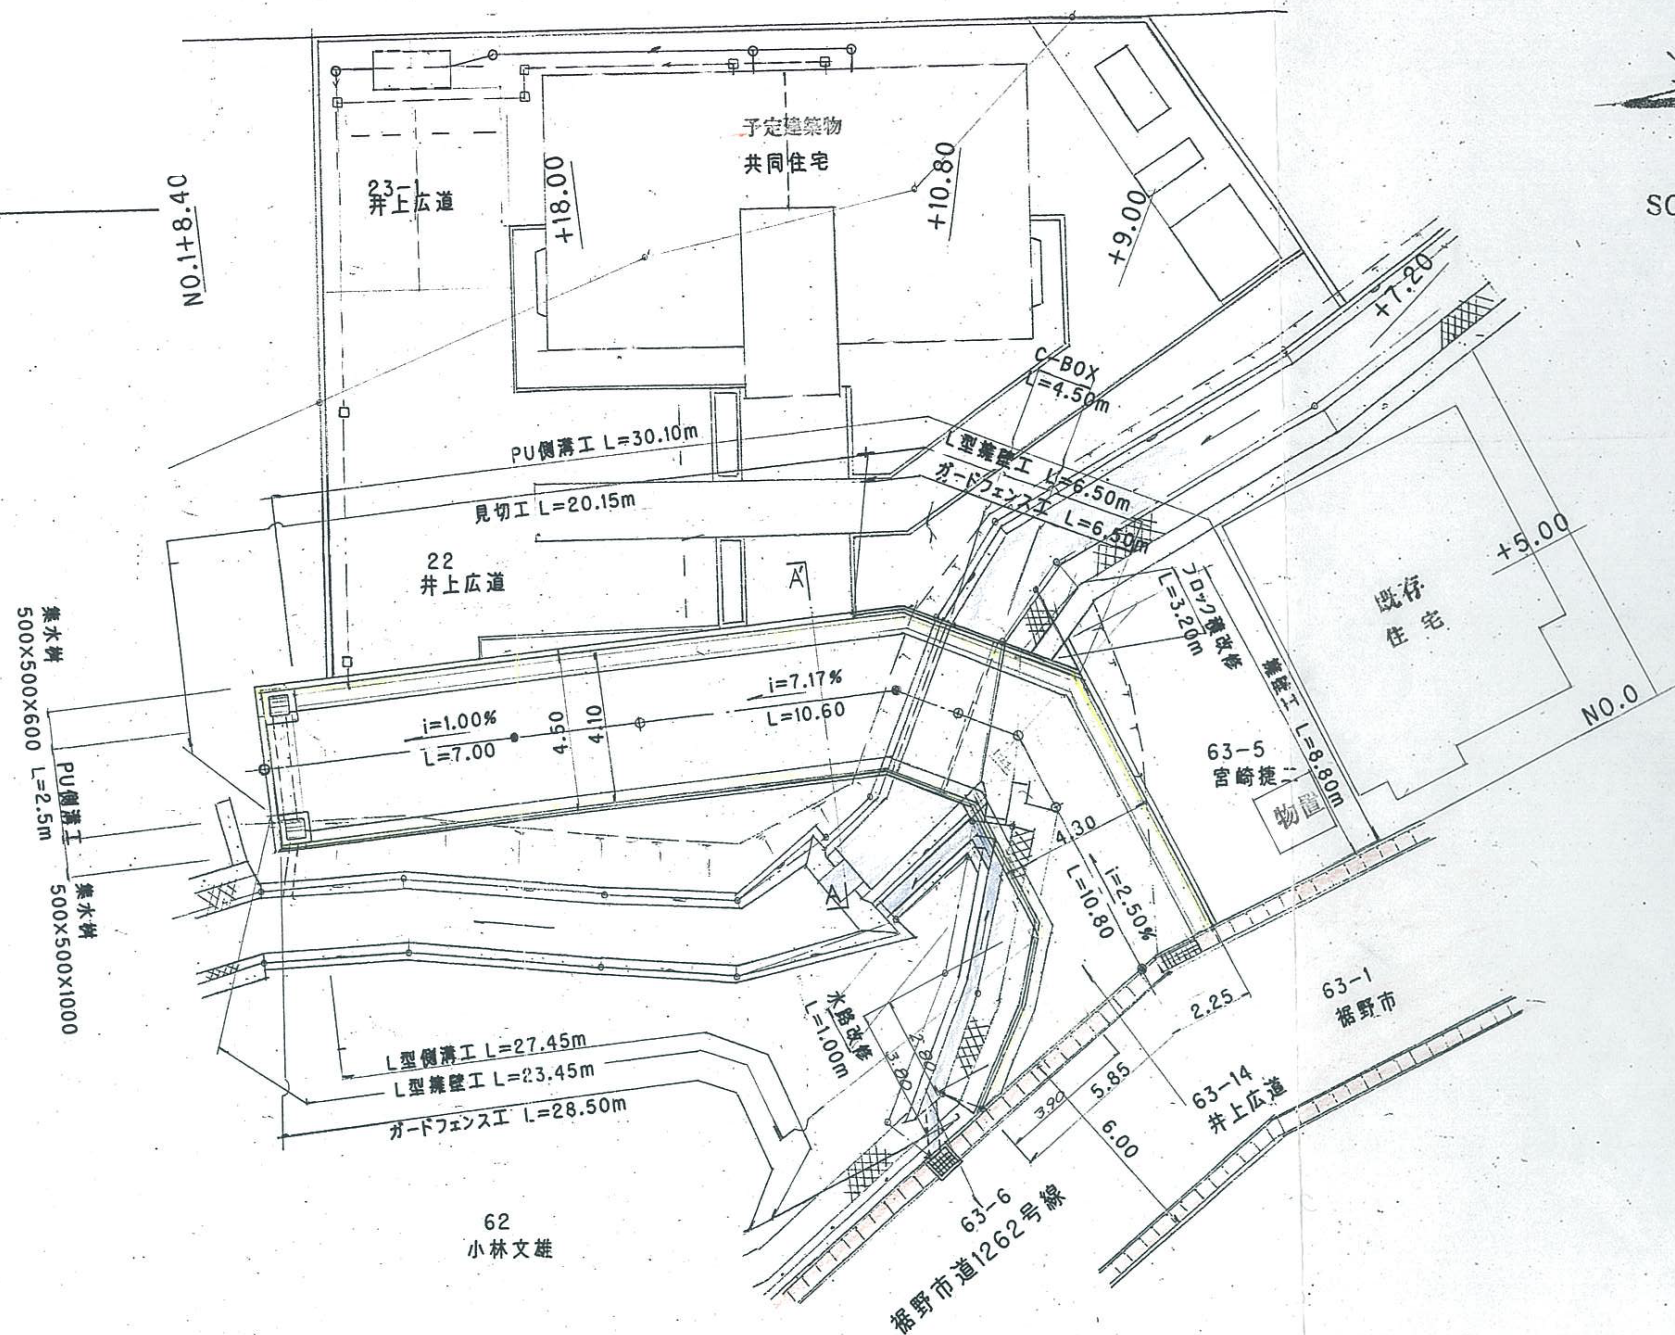 予定建築物
共同住宅
23-1
井上広道
NO.1+8.40
+18.00
+10.80
+9.00
+7.20
SC
C-BOX
L=4.50m
PU側溝工 L=30.10m
L型擁壁工 L=6.50m
ガードフェンス工 L=6.50m
見切工 L=20.15m
22
井上広道
A'
+5.00
既存
住宅
ブロック積改修
L=3.20m
擁壁工 L=8.80m
NO.0
集水桝
500X500X600
PU側溝工
L=2.5m
集水桝
500X500X1000
i=1.00%
L=7.00
4.50
4.10
i=7.17%
L=10.60
63-5
宮崎捷二
物置
4.30
i=2.50%
L=10.80
A
水路改修
L=1.00m
2.80
3.00
2.25
63-1
裾野市
L型側溝工 L=27.45m
L型擁壁工 L=23.45m
ガードフェンス工 L=28.50m
5.85
3.90
6.00
63-14
井上広道
62
小林文雄
63-6
裾野市道1262号線